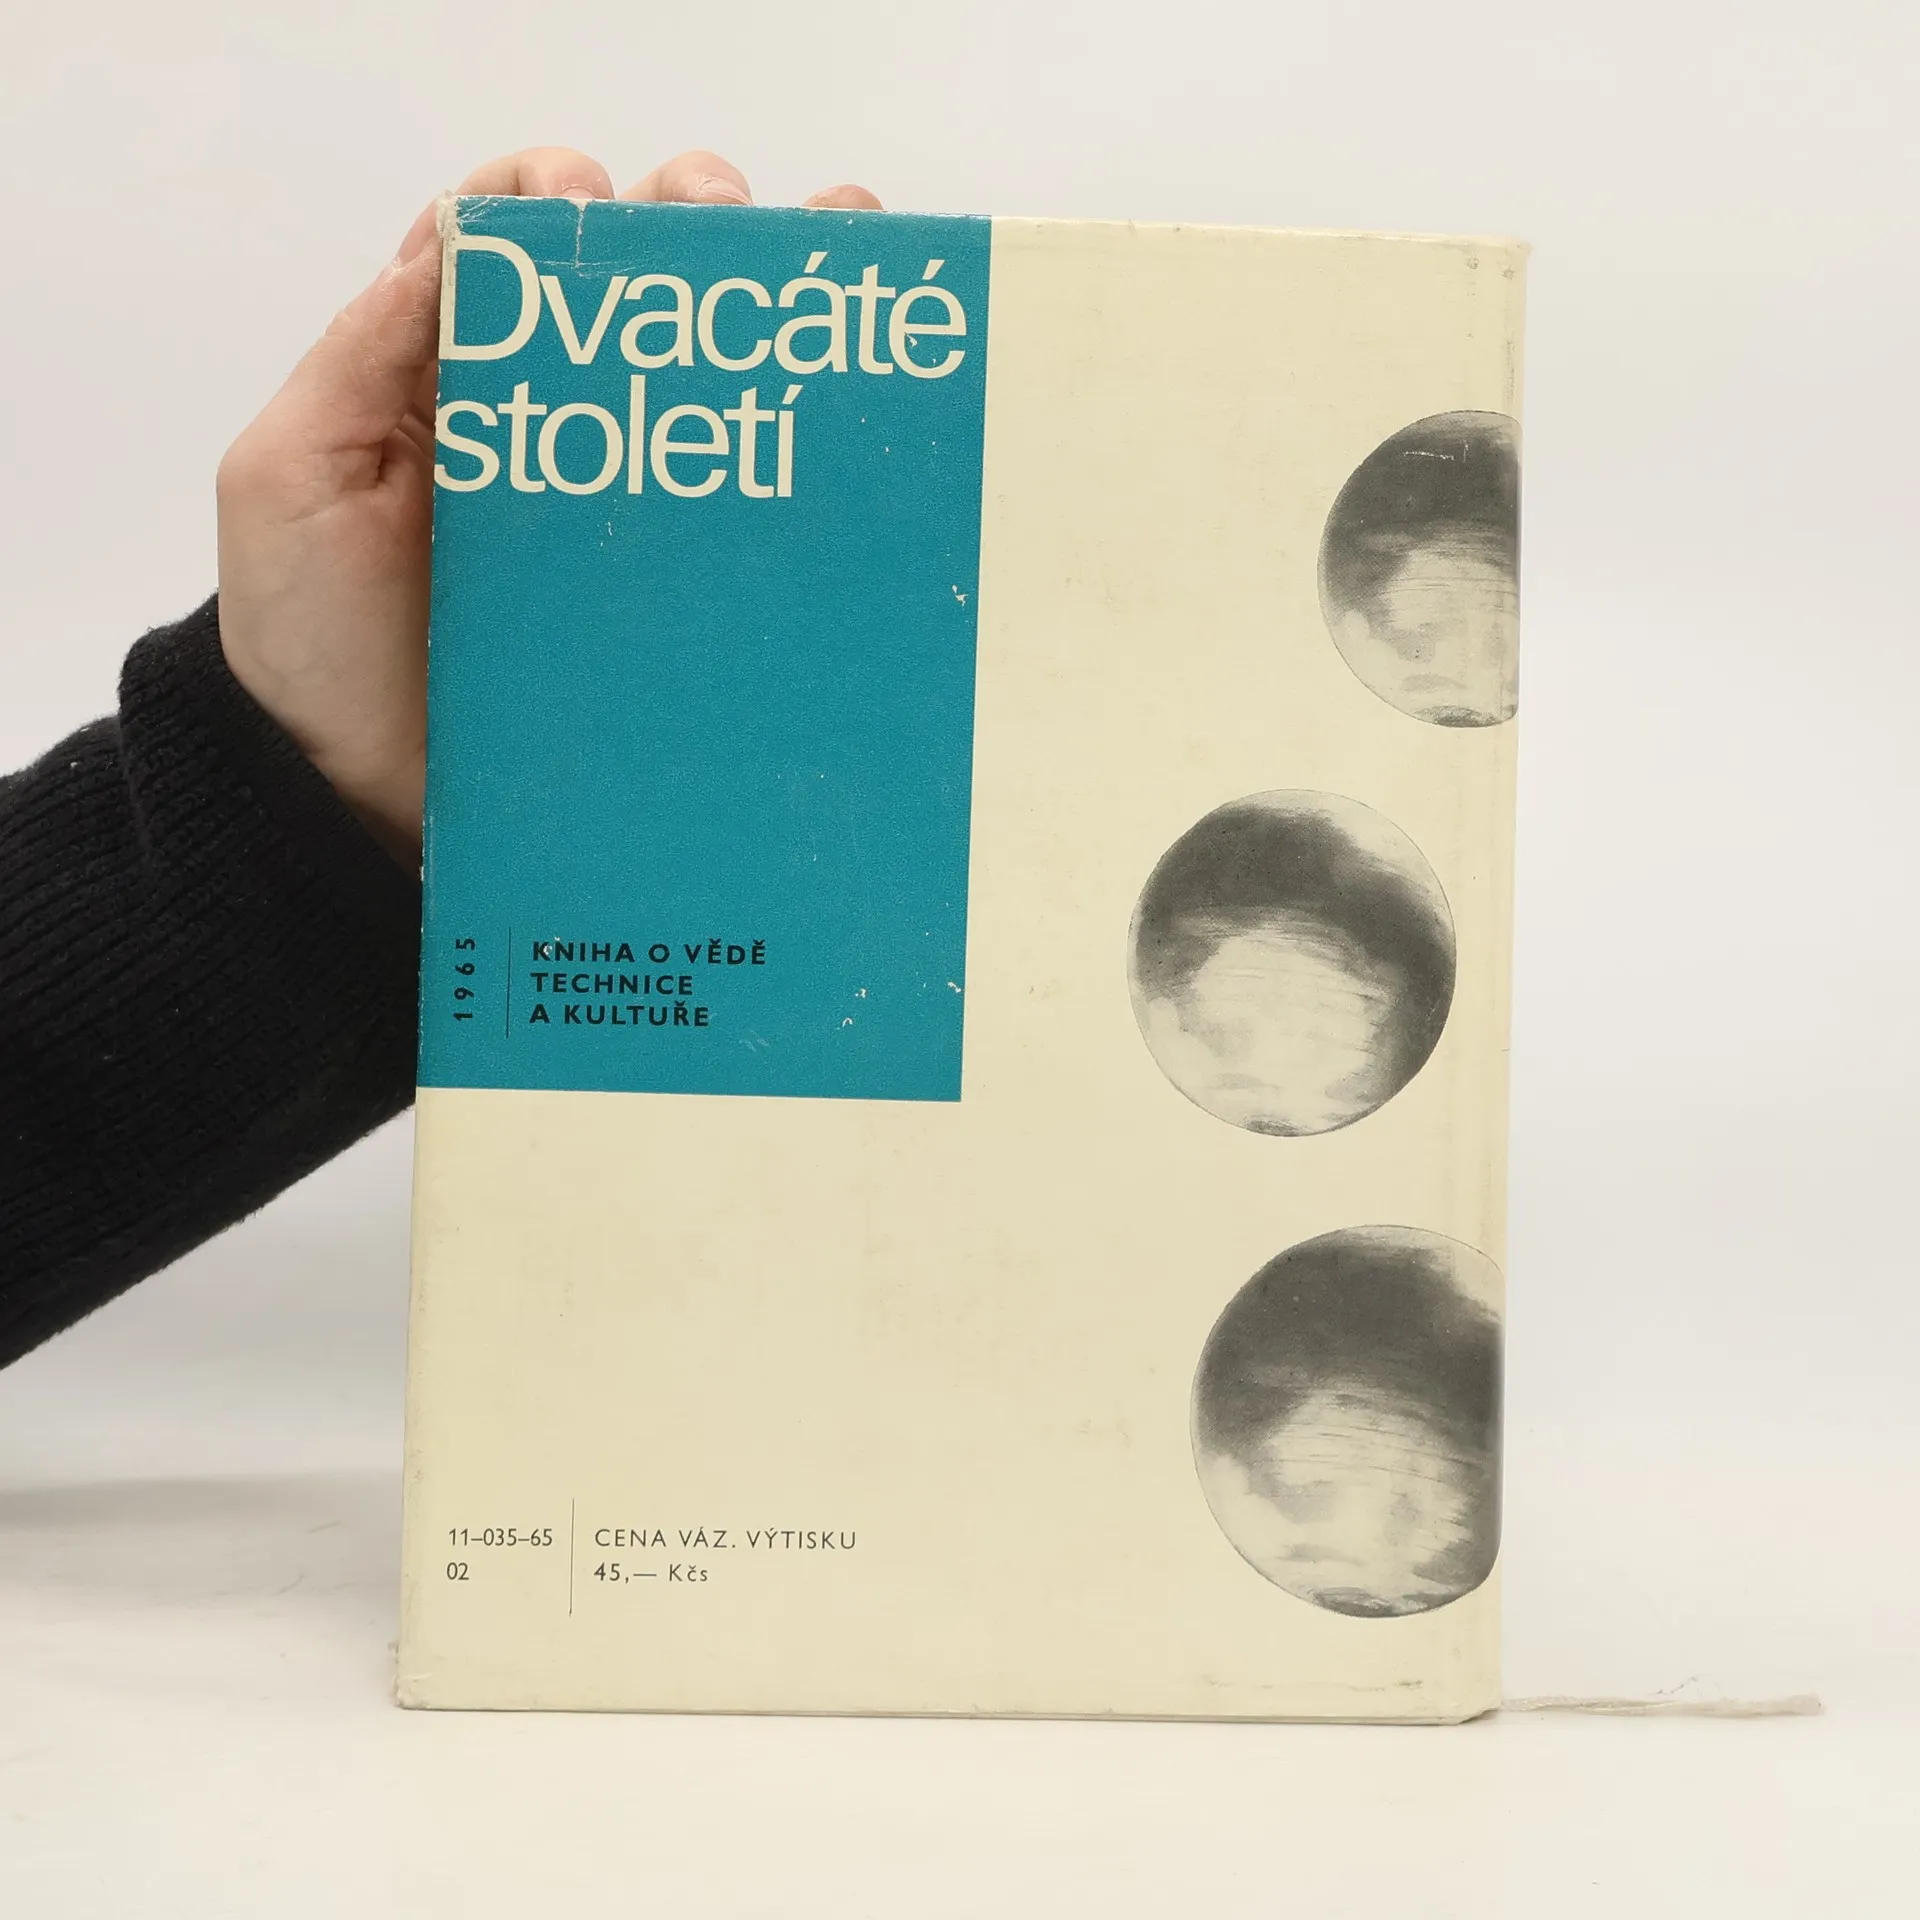 Dvacáté
století
1965
KNIHA O VĚDĚ
TECHNICE
A KULTUŘE
11–035–65
02
CENA VÁZ. VÝTISKU
45,— Kčs